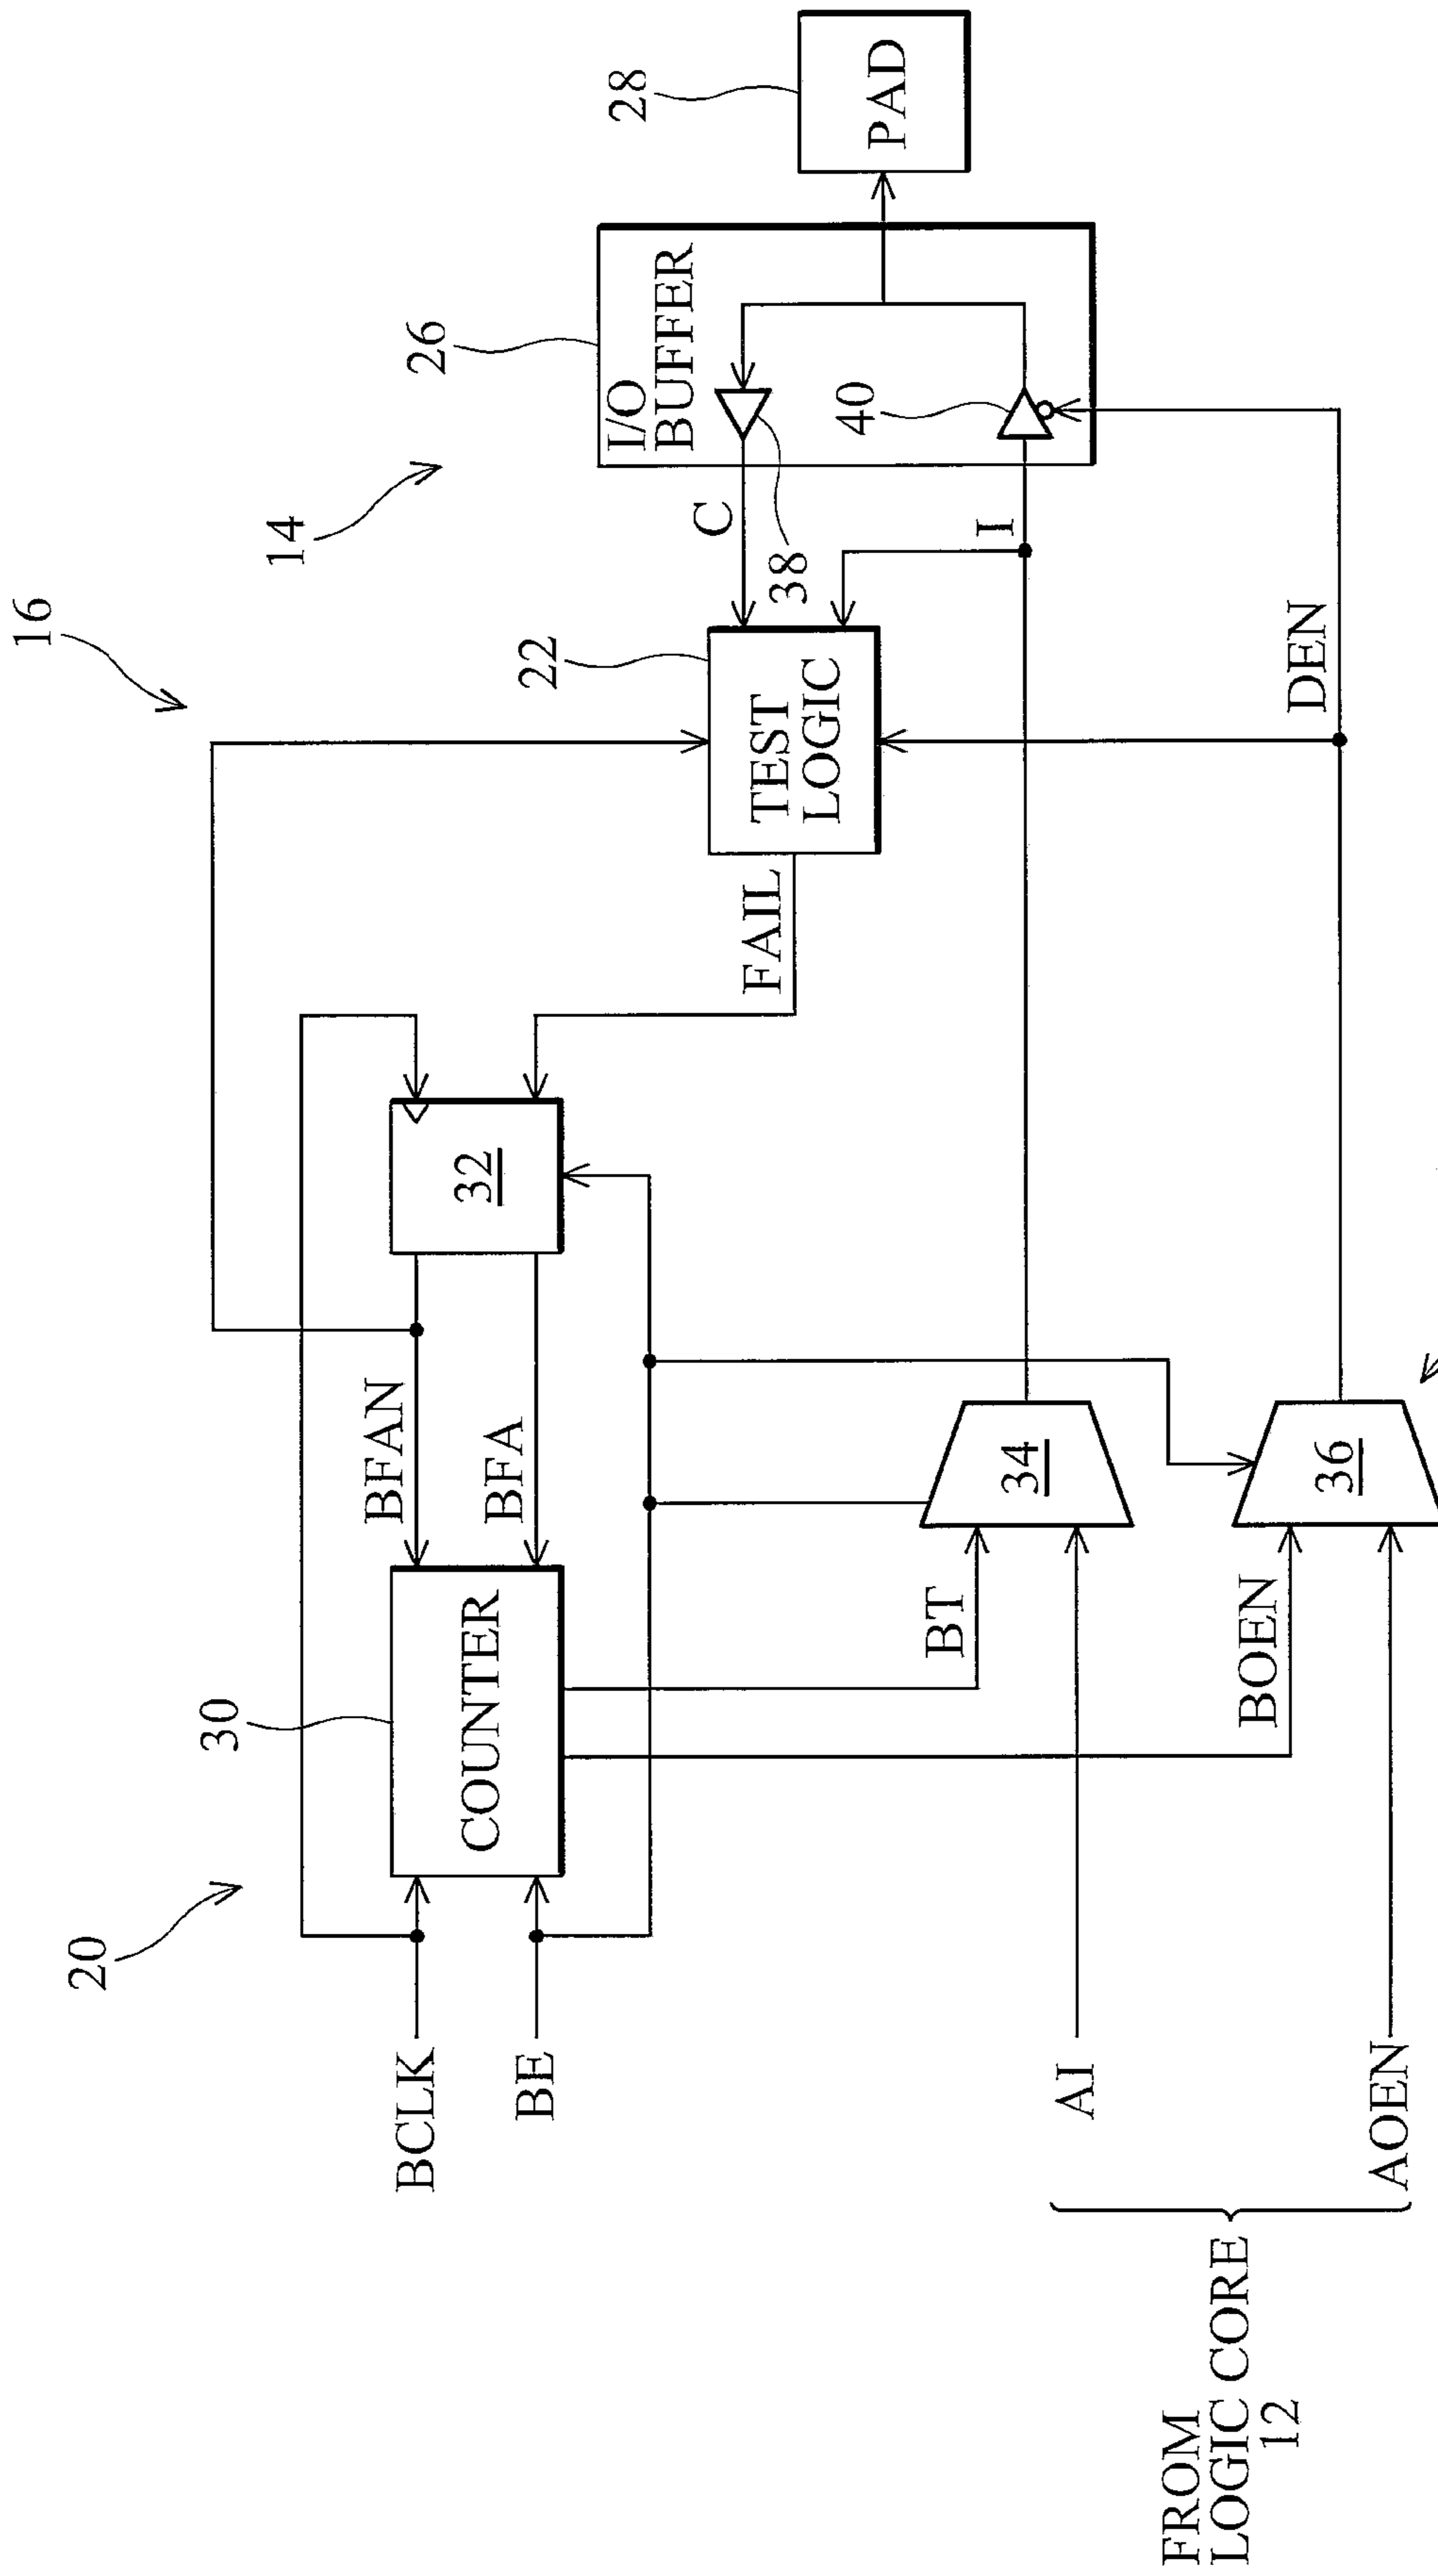 16
14
20
30
BCLK
BE
COUNTER
BFAN
BFA
32
FAIL
22
TEST
LOGIC
C
38
I
26
I/O
BUFFER
40
28
PAD
BT
BOEN
34
36
DEN
AI
AOEN
FROM
LOGIC CORE
12